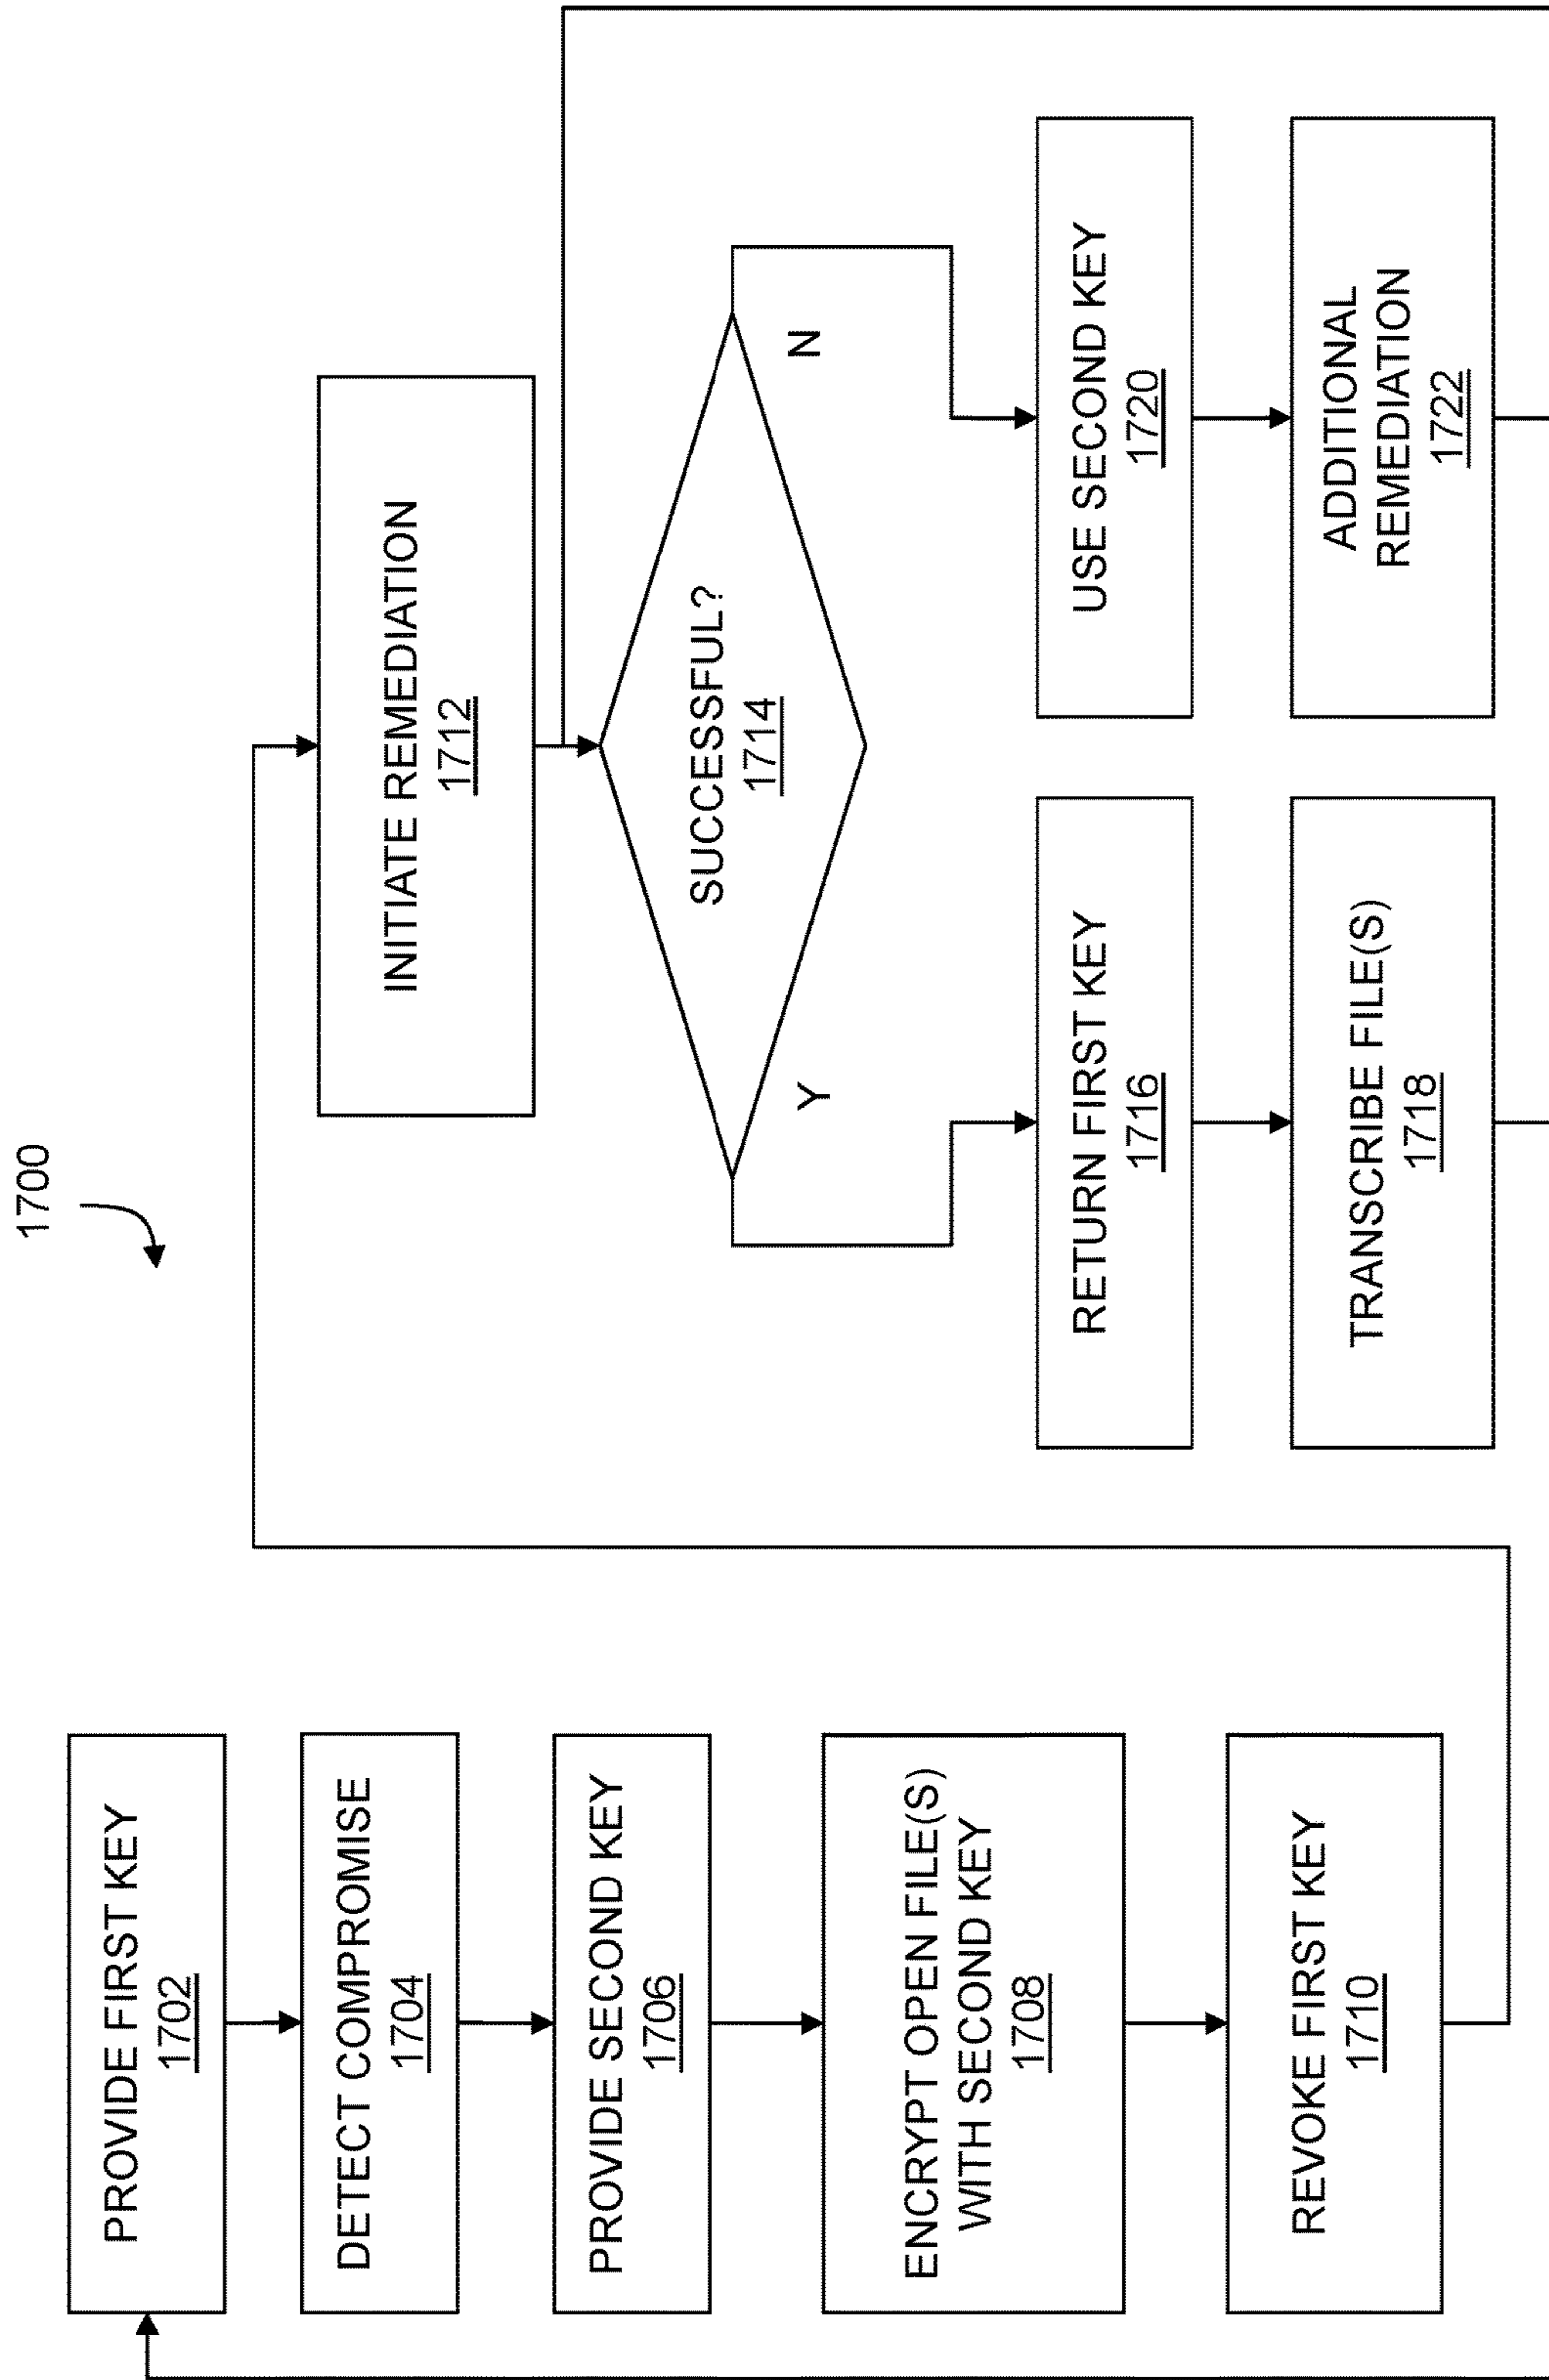 1700
PROVIDE FIRST KEY
1702
DETECT COMPROMISE
1704
PROVIDE SECOND KEY
1706
ENCRYPT OPEN FILE(S)
WITH SECOND KEY
1708
REVOKE FIRST KEY
1710
INITIATE REMEDIATION
1712
SUCCESSFUL?
1714
Y
N
RETURN FIRST KEY
1716
TRANSCRIBE FILE(S)
1718
USE SECOND KEY
1720
ADDITIONAL
REMEDIATION
1722